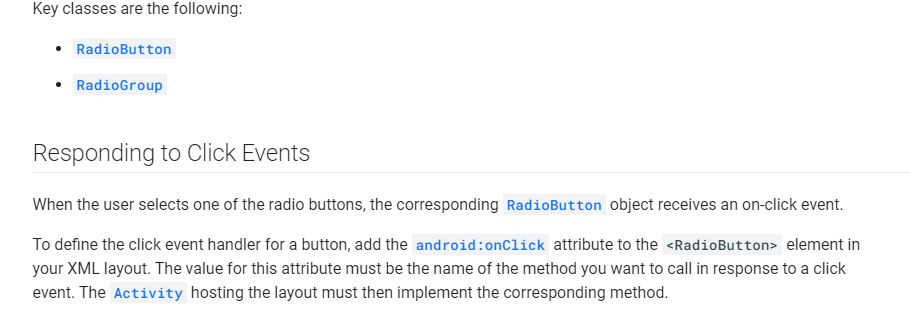 Key classes are the following:
• RadioButton
• RadioGroup
Responding to Click Events
When the user selects one of the radio buttons, the corresponding RadioButton object receives an on-click event.
To define the click event handler for a button, add the android:onClick attribute to the <RadioButton> element in
your XML layout. The value for this attribute must be the name of the method you want to call in response to a click
event. The Activity hosting the layout must then implement the corresponding method.